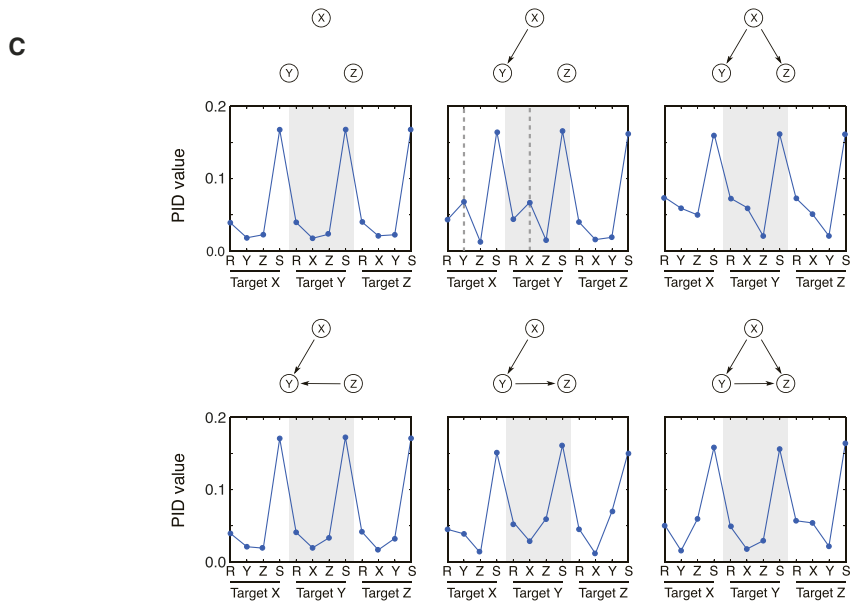 C
X X X
Y Z Y Z Y Z
PID value
0.2
0.1
0.0
R Y Z S R X Z S R X Y S R Y Z S R X Z S R X Y S R Y Z S R X Z S R X Y S
Target X Target Y Target Z Target X Target Y Target Z Target X Target Y Target Z
X X X
Y Z Y Z Y Z
PID value
0.2
0.1
0.0
R Y Z S R X Z S R X Y S R Y Z S R X Z S R X Y S R Y Z S R X Z S R X Y S
Target X Target Y Target Z Target X Target Y Target Z Target X Target Y Target Z